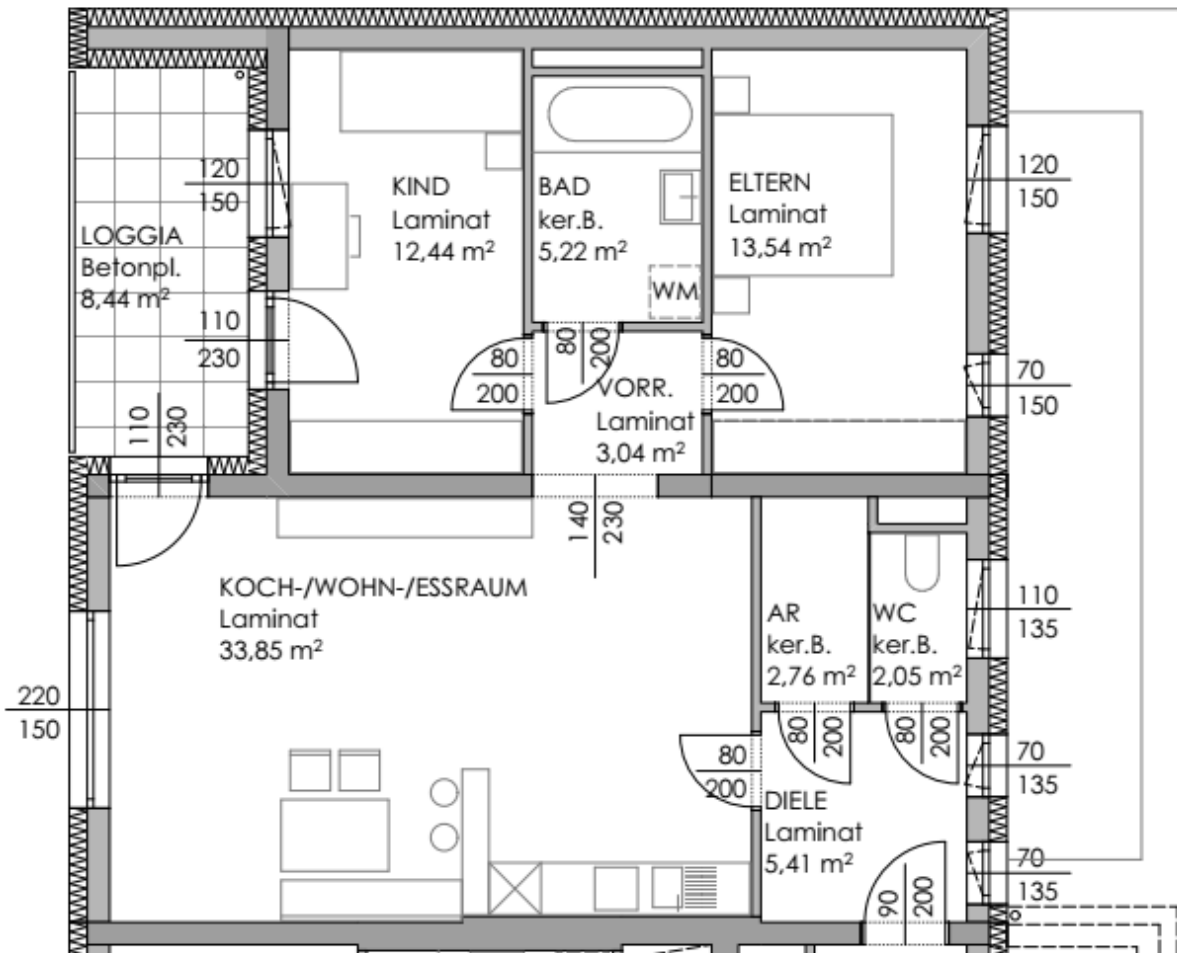 120
150
KIND
Laminat
12,44 m²
BAD
ker.B.
5,22 m²
WM
ELTERN
Laminat
13,54 m²
120
150
LOGGIA
Betonpl.
8,44 m²
110
230
110
230
80
200
80
200
VORR.
Laminat
3,04 m²
80
200
70
150
140
230
KOCH-/WOHN-/ESSRAUM
Laminat
33,85 m²
220
150
AR
ker.B.
2,76 m²
WC
ker.B.
2,05 m²
110
135
80
200
80
200
80
200
70
135
DIELE
Laminat
5,41 m²
90
200
70
135